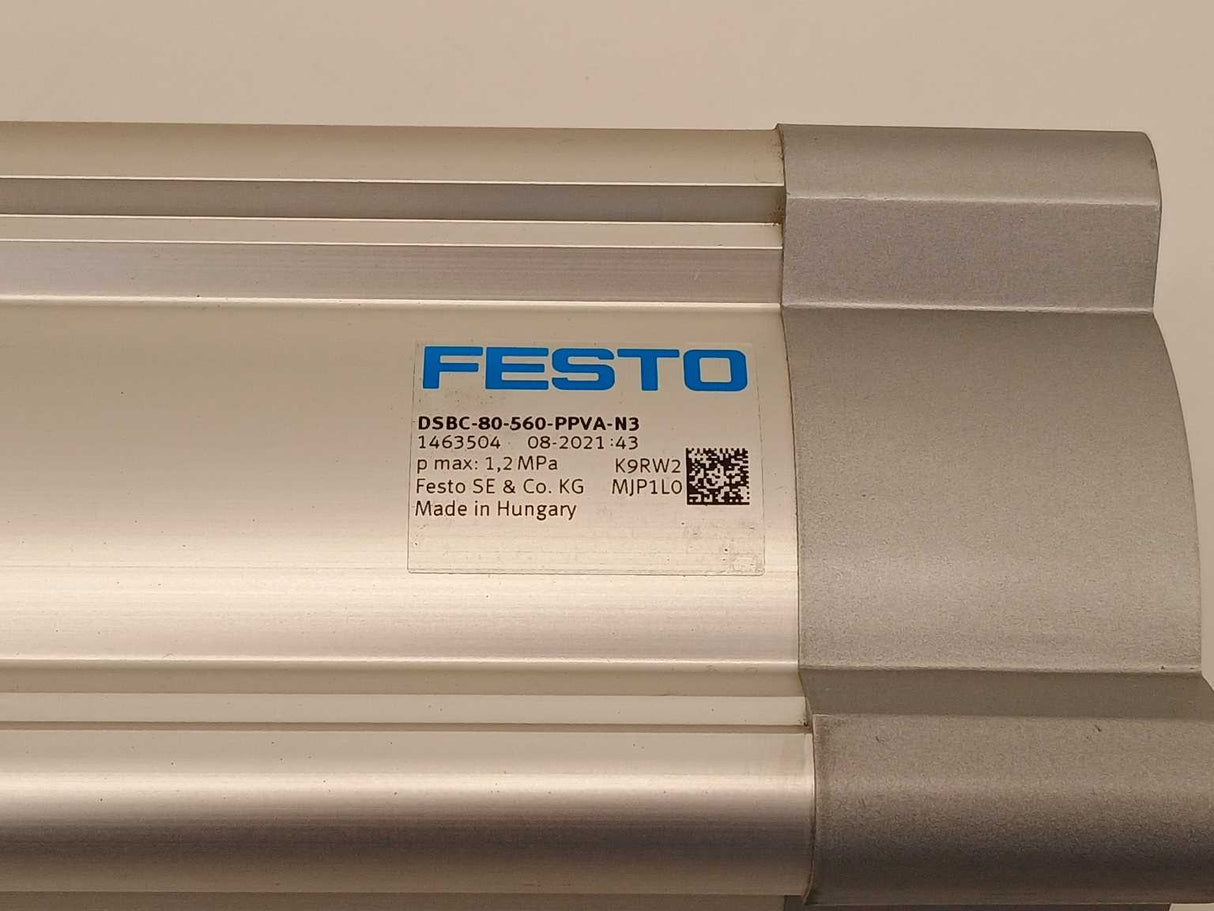 FESTO
DSBC-80-560-PPVA-N3
1463504 08-2021:43
p max: 1,2 MPa K9RW2
Festo SE & Co. KG MJP1L0
Made in Hungary